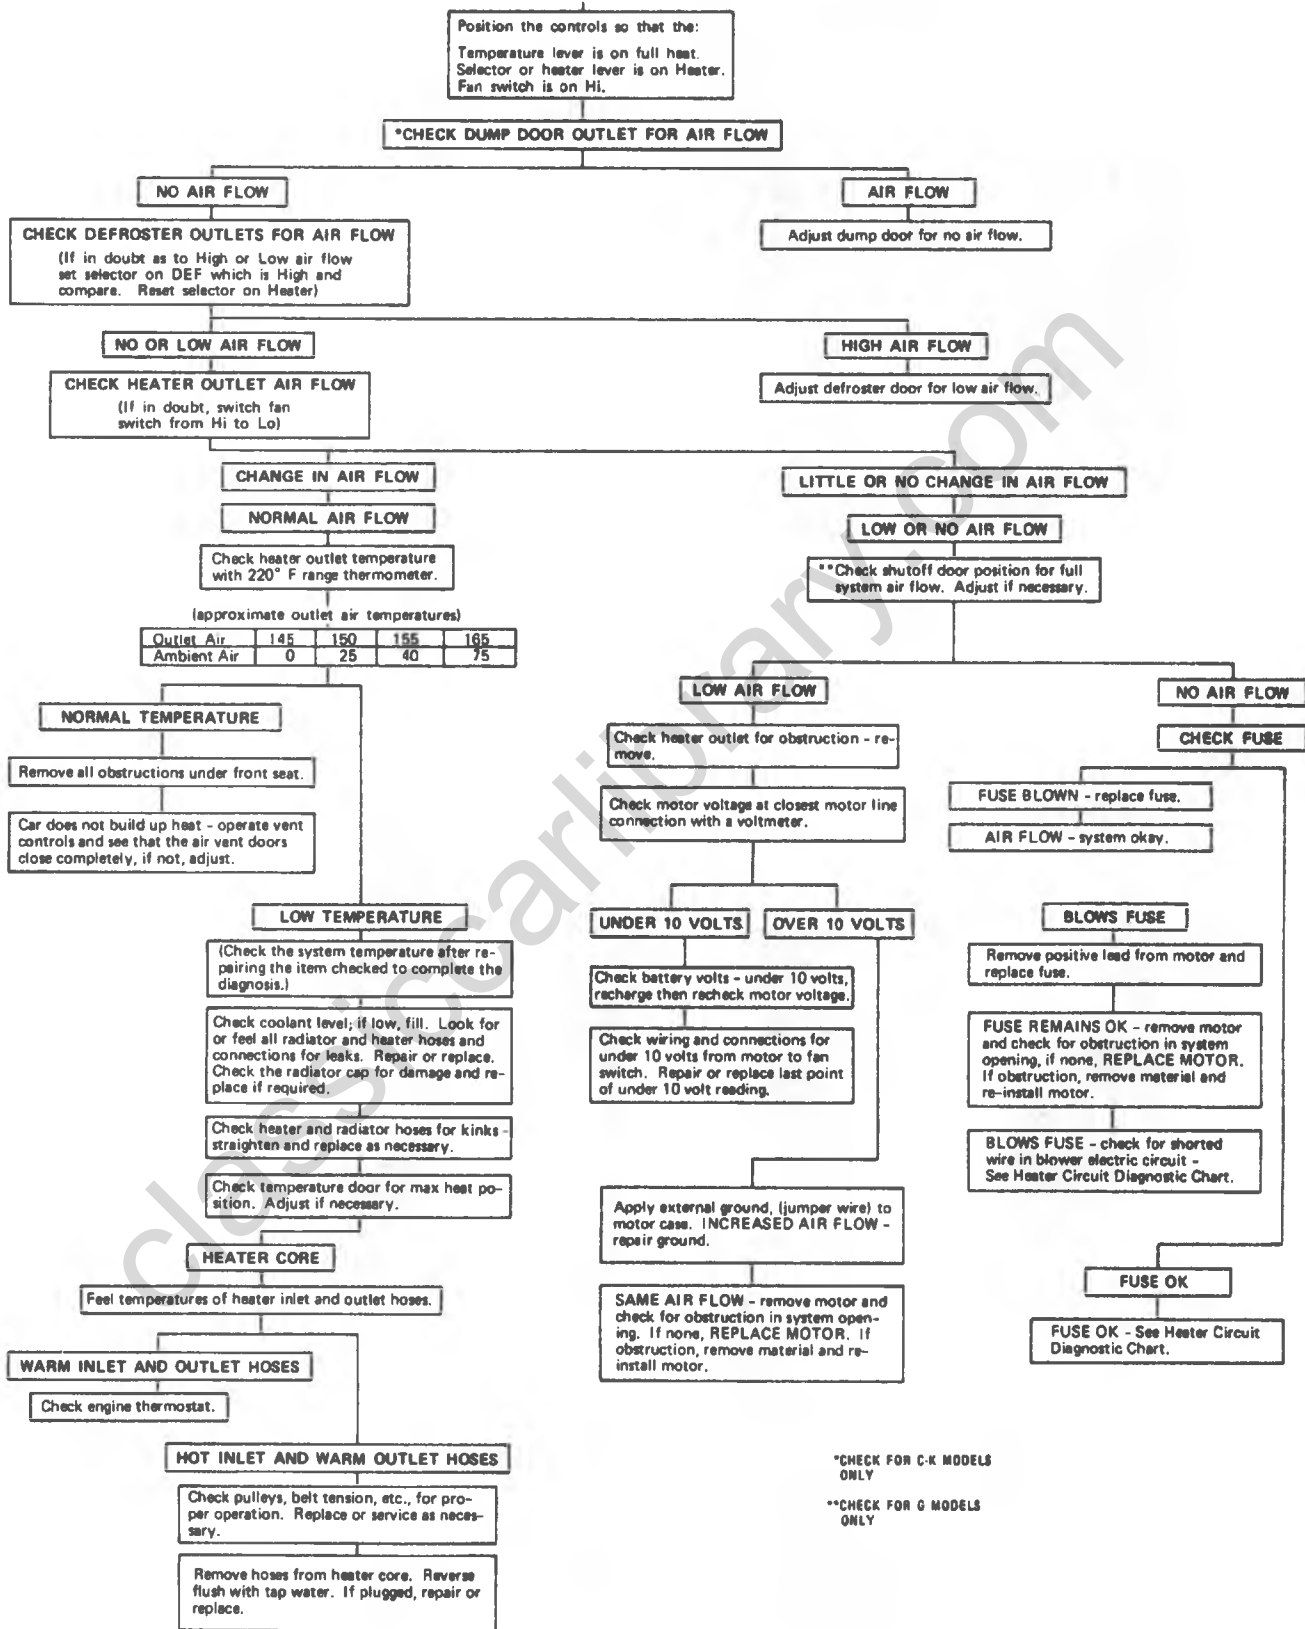 Position the controls so that the:
Temperature lever is on full heat.
Selector or heater lever is on Heater.
Fan switch is on Hi.
*CHECK DUMP DOOR OUTLET FOR AIR FLOW
NO AIR FLOW
AIR FLOW
CHECK DEFROSTER OUTLETS FOR AIR FLOW
(If in doubt as to High or Low air flow
set selector on DEF which is High and
compare. Reset selector on Heater)
Adjust dump door for no air flow.
NO OR LOW AIR FLOW
HIGH AIR FLOW
CHECK HEATER OUTLET AIR FLOW
(If in doubt, switch fan
switch from Hi to Lo)
Adjust defroster door for low air flow.
CHANGE IN AIR FLOW
LITTLE OR NO CHANGE IN AIR FLOW
NORMAL AIR FLOW
LOW OR NO AIR FLOW
Check heater outlet temperature
with 220° F range thermometer.
**Check shutoff door position for full
system air flow. Adjust if necessary.
(approximate outlet air temperatures)
Outlet Air 145 150 155 165
Ambient Air 0 25 40 75
LOW AIR FLOW
NO AIR FLOW
NORMAL TEMPERATURE
Check heater outlet for obstruction - re-
move.
CHECK FUSE
Remove all obstructions under front seat.
Check motor voltage at closest motor line
connection with a voltmeter.
FUSE BLOWN - replace fuse.
Car does not build up heat - operate vent
controls and see that the air vent doors
close completely, if not, adjust.
AIR FLOW - system okay.
LOW TEMPERATURE
UNDER 10 VOLTS
OVER 10 VOLTS
BLOWS FUSE
(Check the system temperature after re-
pairing the item checked to complete the
diagnosis.)
Check battery volts - under 10 volts,
recharge then recheck motor voltage.
Remove positive lead from motor and
replace fuse.
Check coolant level; if low, fill. Look for
or feel all radiator and heater hoses and
connections for leaks. Repair or replace.
Check the radiator cap for damage and re-
place if required.
Check wiring and connections for
under 10 volts from motor to fan
switch. Repair or replace last point
of under 10 volt reading.
FUSE REMAINS OK - remove motor
and check for obstruction in system
opening, if none, REPLACE MOTOR.
If obstruction, remove material and
re-install motor.
Check heater and radiator hoses for kinks -
straighten and replace as necessary.
BLOWS FUSE - check for shorted
wire in blower electric circuit -
See Heater Circuit Diagnostic Chart.
Check temperature door for max heat po-
sition. Adjust if necessary.
Apply external ground, (jumper wire) to
motor case. INCREASED AIR FLOW -
repair ground.
HEATER CORE
FUSE OK
Feel temperatures of heater inlet and outlet hoses.
SAME AIR FLOW - remove motor and
check for obstruction in system open-
ing. If none, REPLACE MOTOR. If
obstruction, remove material and re-
install motor.
FUSE OK - See Heater Circuit
Diagnostic Chart.
WARM INLET AND OUTLET HOSES
Check engine thermostat.
HOT INLET AND WARM OUTLET HOSES
Check pulleys, belt tension, etc., for pro-
per operation. Replace or service as neces-
sary.
Remove hoses from heater core. Reverse
flush with tap water. If plugged, repair or
replace.
*CHECK FOR C-K MODELS
ONLY
**CHECK FOR G MODELS
ONLY
classiccarlibrary.com